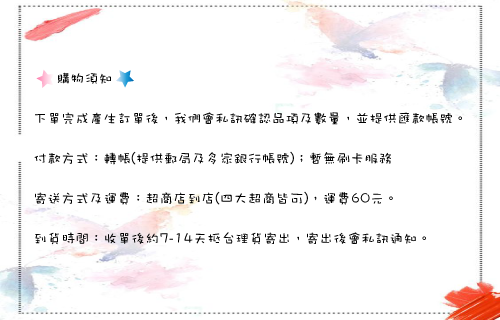 購物須知
下單完成產生訂單後，我們會私訊確認品項及數量，並提供匯款帳號。
付款方式：轉帳(提供郵局及多家銀行帳號)；暫無刷卡服務
寄送方式及運費：超商店到店(四大超商皆可)，運費60元。
到貨時間：收單後約7-14天抵台理貨寄出，寄出後會私訊通知。